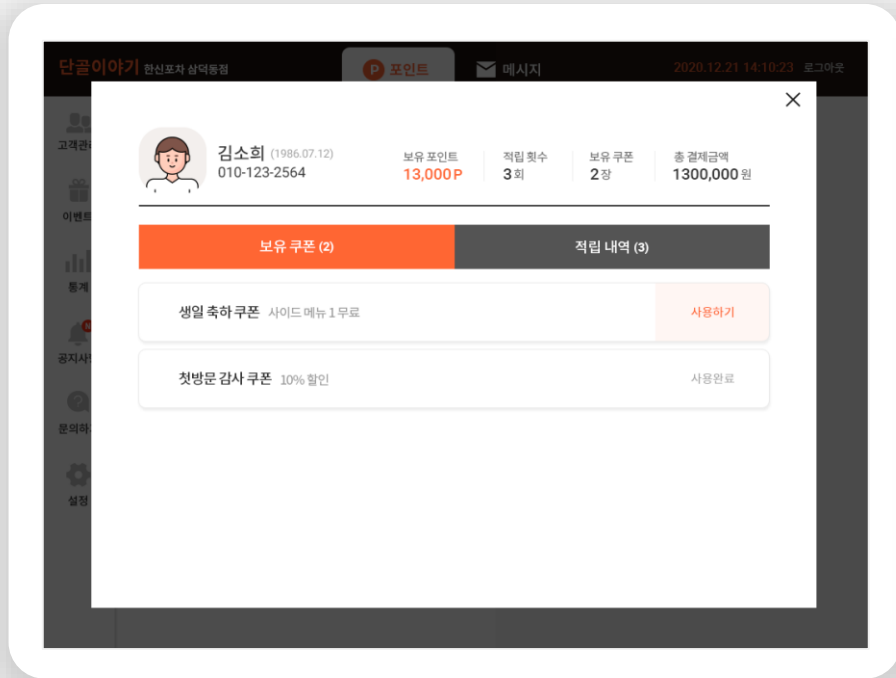 단골이야기 한신포차 삼덕동점
P 포인트
메시지
2020.12.21 14:10:23 로그아웃
고객관
이벤트
통계
N
공지사
문의하
설정
김소희 (1986.07.12)
010-123-2564
보유 포인트
13,000P
적립 횟수
3회
보유 쿠폰
2장
총 결제금액
1300,000원
보유 쿠폰 (2)
적립 내역 (3)
생일 축하 쿠폰 사이드 메뉴 1 무료
사용하기
첫방문 감사 쿠폰 10% 할인
사용완료